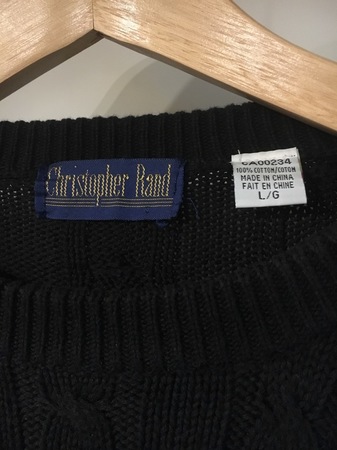 Christopher Rand
CA00234
100% COTTON/COTON
MADE IN CHINA
FAIT EN CHINE
L/G